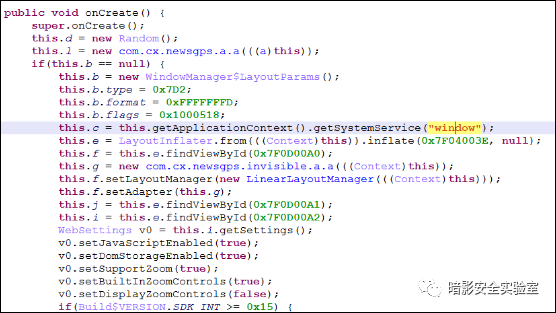 public void onCreate() {
super.onCreate();
this.d = new Random();
this.l = new com.cx.newsgps.a.a(((a)this));
if(this.b == null) {
this.b = new WindowManager$LayoutParams();
this.b.type = 0x7D2;
this.b.format = 0xFFFFFFFD;
this.b.flags = 0x1000518;
this.c = this.getApplicationContext().getSystemService("window");
this.e = LayoutInflater.from(((Context)this)).inflate(0x7F04003E, null);
this.f = this.e.findViewById(0x7F0D00A0);
this.g = new com.cx.newsgps.invisible.a.a(((Context)this));
this.f.setLayoutManager(new LinearLayoutManager(((Context)this)));
this.f.setAdapter(this.g);
this.j = this.e.findViewById(0x7F0D00A1);
this.i = this.e.findViewById(0x7F0D00A2);
WebSettings v0 = this.i.getSettings();
v0.setJavaScriptEnabled(true);
v0.setDomStorageEnabled(true);
v0.setSupportZoom(true);
v0.setBuiltInZoomControls(true);
v0.setDisplayZoomControls(false);
if(Build$VERSION.SDK_INT >= 0x15) {
暗影安全实验室